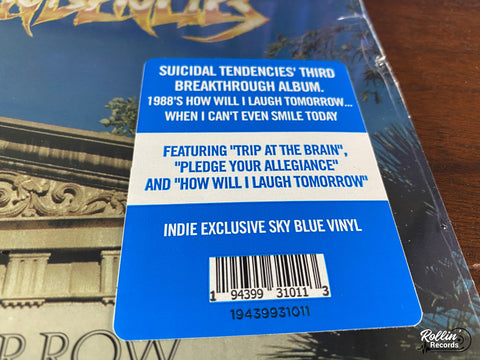 SUICIDAL TENDENCIES' THIRD
BREAKTHROUGH ALBUM.
1988'S HOW WILL I LAUGH TOMORROW...
WHEN I CAN'T EVEN SMILE TODAY
FEATURING "TRIP AT THE BRAIN",
"PLEDGE YOUR ALLEGIANCE"
AND "HOW WILL I LAUGH TOMORROW"
INDIE EXCLUSIVE SKY BLUE VINYL
1 94399 31011 3
19439931011
RROW
Rollin'
Records